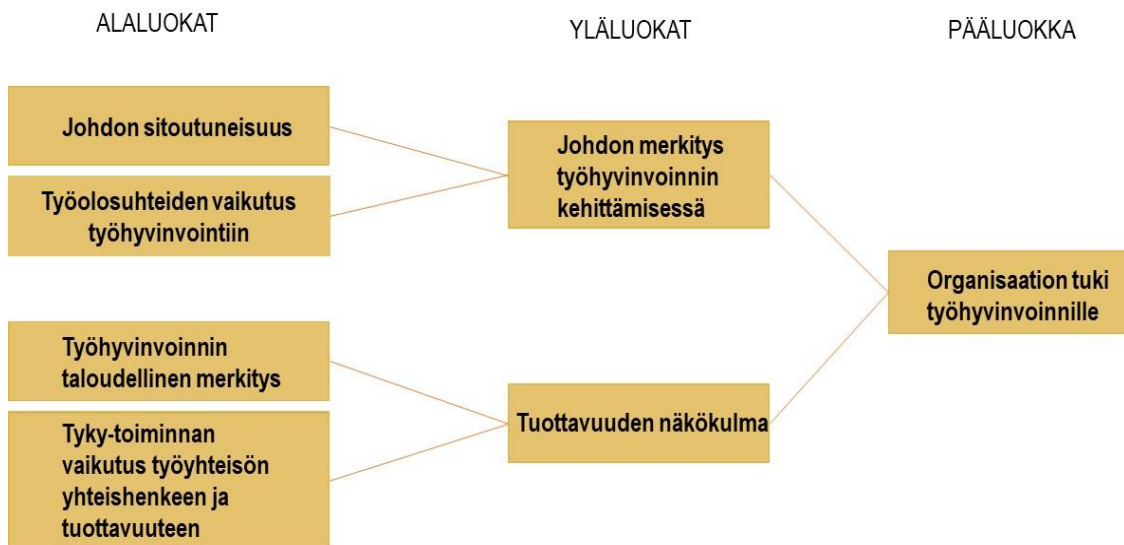 ALALUOKAT
YLÄLUOKAT
PÄÄLUOKKA
Johdon sitoutuneisuus
Työolosuhteiden vaikutus
työhyvinvointiin
Työhyvinvoinnin
taloudellinen merkitys
Tyky-toiminnan
vaikutus työyhteisön
yhteishenkeen ja
tuottavuuteen
Johdon merkitys
työhyvinvoinnin
kehittämisessä
Tuottavuuden näkökulma
Organisaation tuki
työhyvinvoinnille